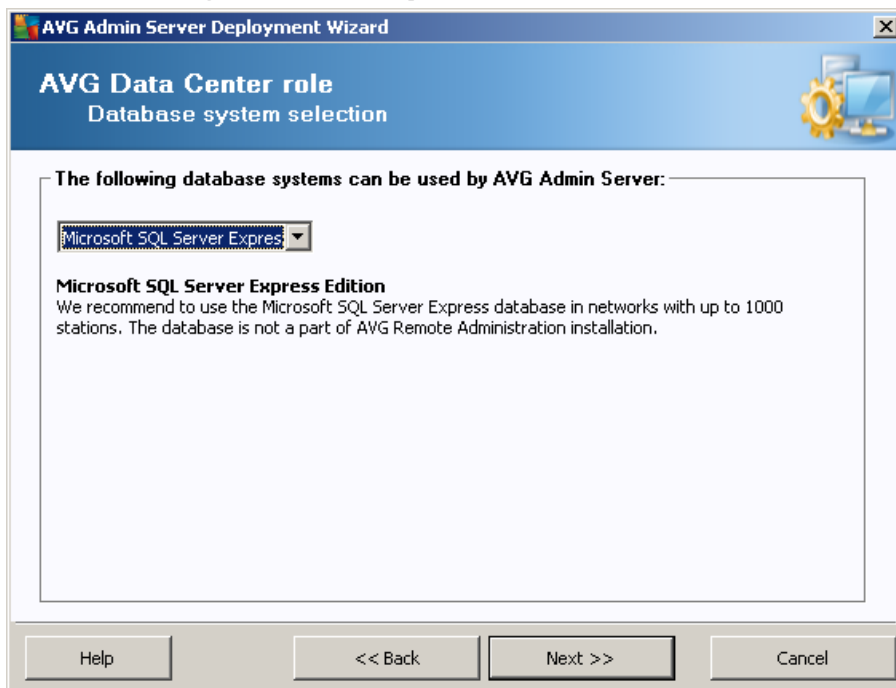 AVG Admin Server Deployment Wizard
AVG Data Center role
Database system selection
The following database systems can be used by AVG Admin Server:
Microsoft SQL Server Expres
Microsoft SQL Server Express Edition
We recommend to use the Microsoft SQL Server Express database in networks with up to 1000
stations. The database is not a part of AVG Remote Administration installation.
Help
<< Back
Next >>
Cancel